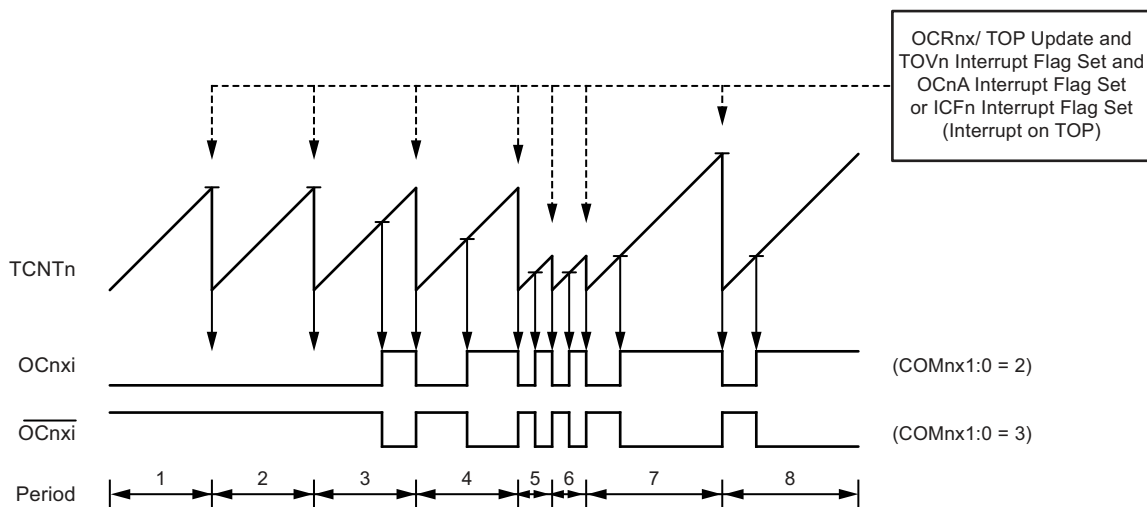 OCRnx/ TOP Update and
TOVn Interrupt Flag Set and
OCnA Interrupt Flag Set
or ICFn Interrupt Flag Set
(Interrupt on TOP)
TCNTn
OCnxi
(COMnx1:0 = 2)
OCnxi
(COMnx1:0 = 3)
Period
1 2 3 4 5 6 7 8